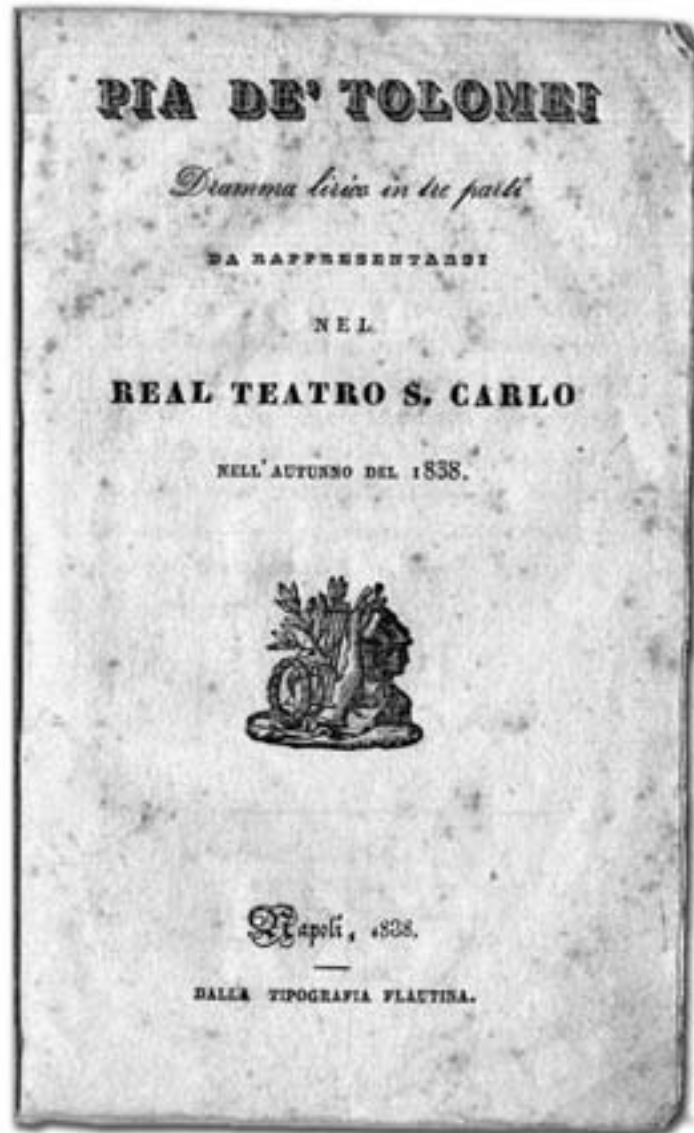 PIA DE' TOLOMEI
Dramma lirico in tre parti
DA RAPPRESENTARSI
NEL
REAL TEATRO S. CARLO
NELL' AUTUNNO DEL 1838.
Napoli, 1838.
DALLA TIPOGRAFIA FLAUTINA.